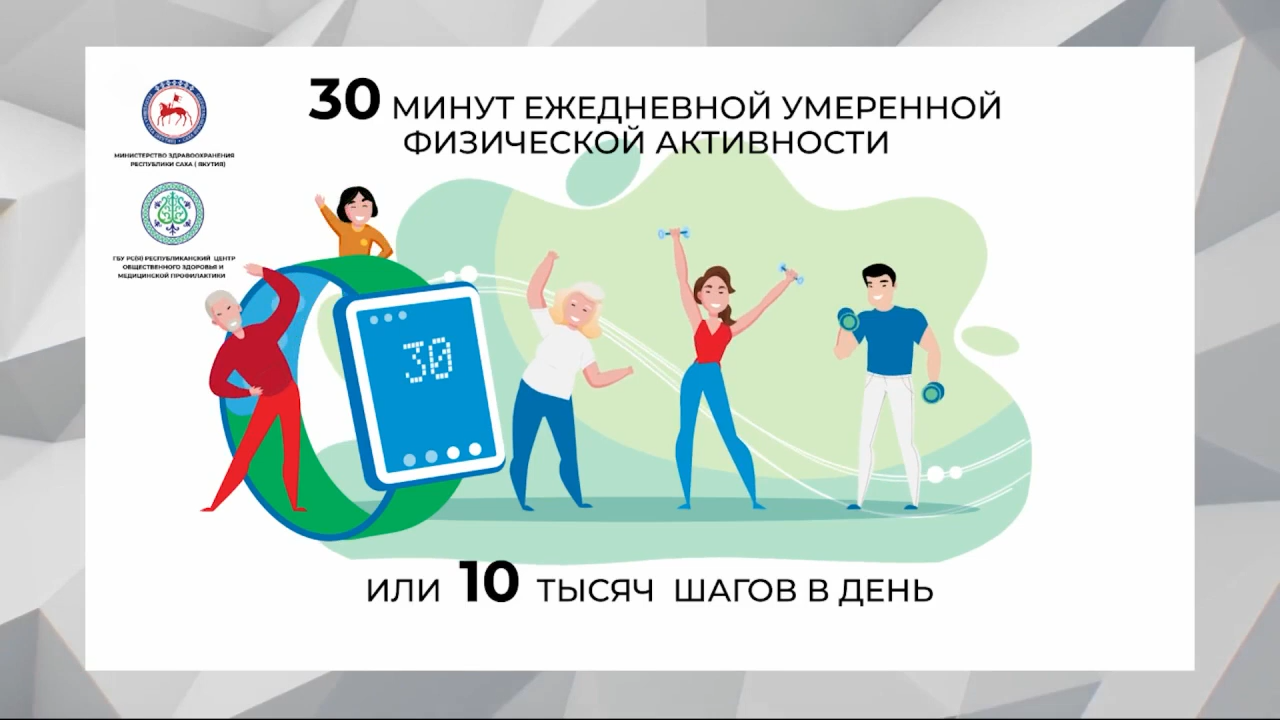 30 МИНУТ ЕЖЕДНЕВНОЙ УМЕРЕННОЙ
ФИЗИЧЕСКОЙ АКТИВНОСТИ
МИНИСТЕРСТВО ЗДРАВООХРАНЕНИЯ
РЕСПУБЛИКИ САХА ( ЯКУТИЯ)
ГБУ РС(Я) РЕСПУБЛИКАНСКИЙ ЦЕНТР
ОБЩЕСТВЕННОГО ЗДОРОВЬЯ И
МЕДИЦИНСКОЙ ПРОФИЛАКТИКИ
30
ИЛИ 10 ТЫСЯЧ ШАГОВ В ДЕНЬ